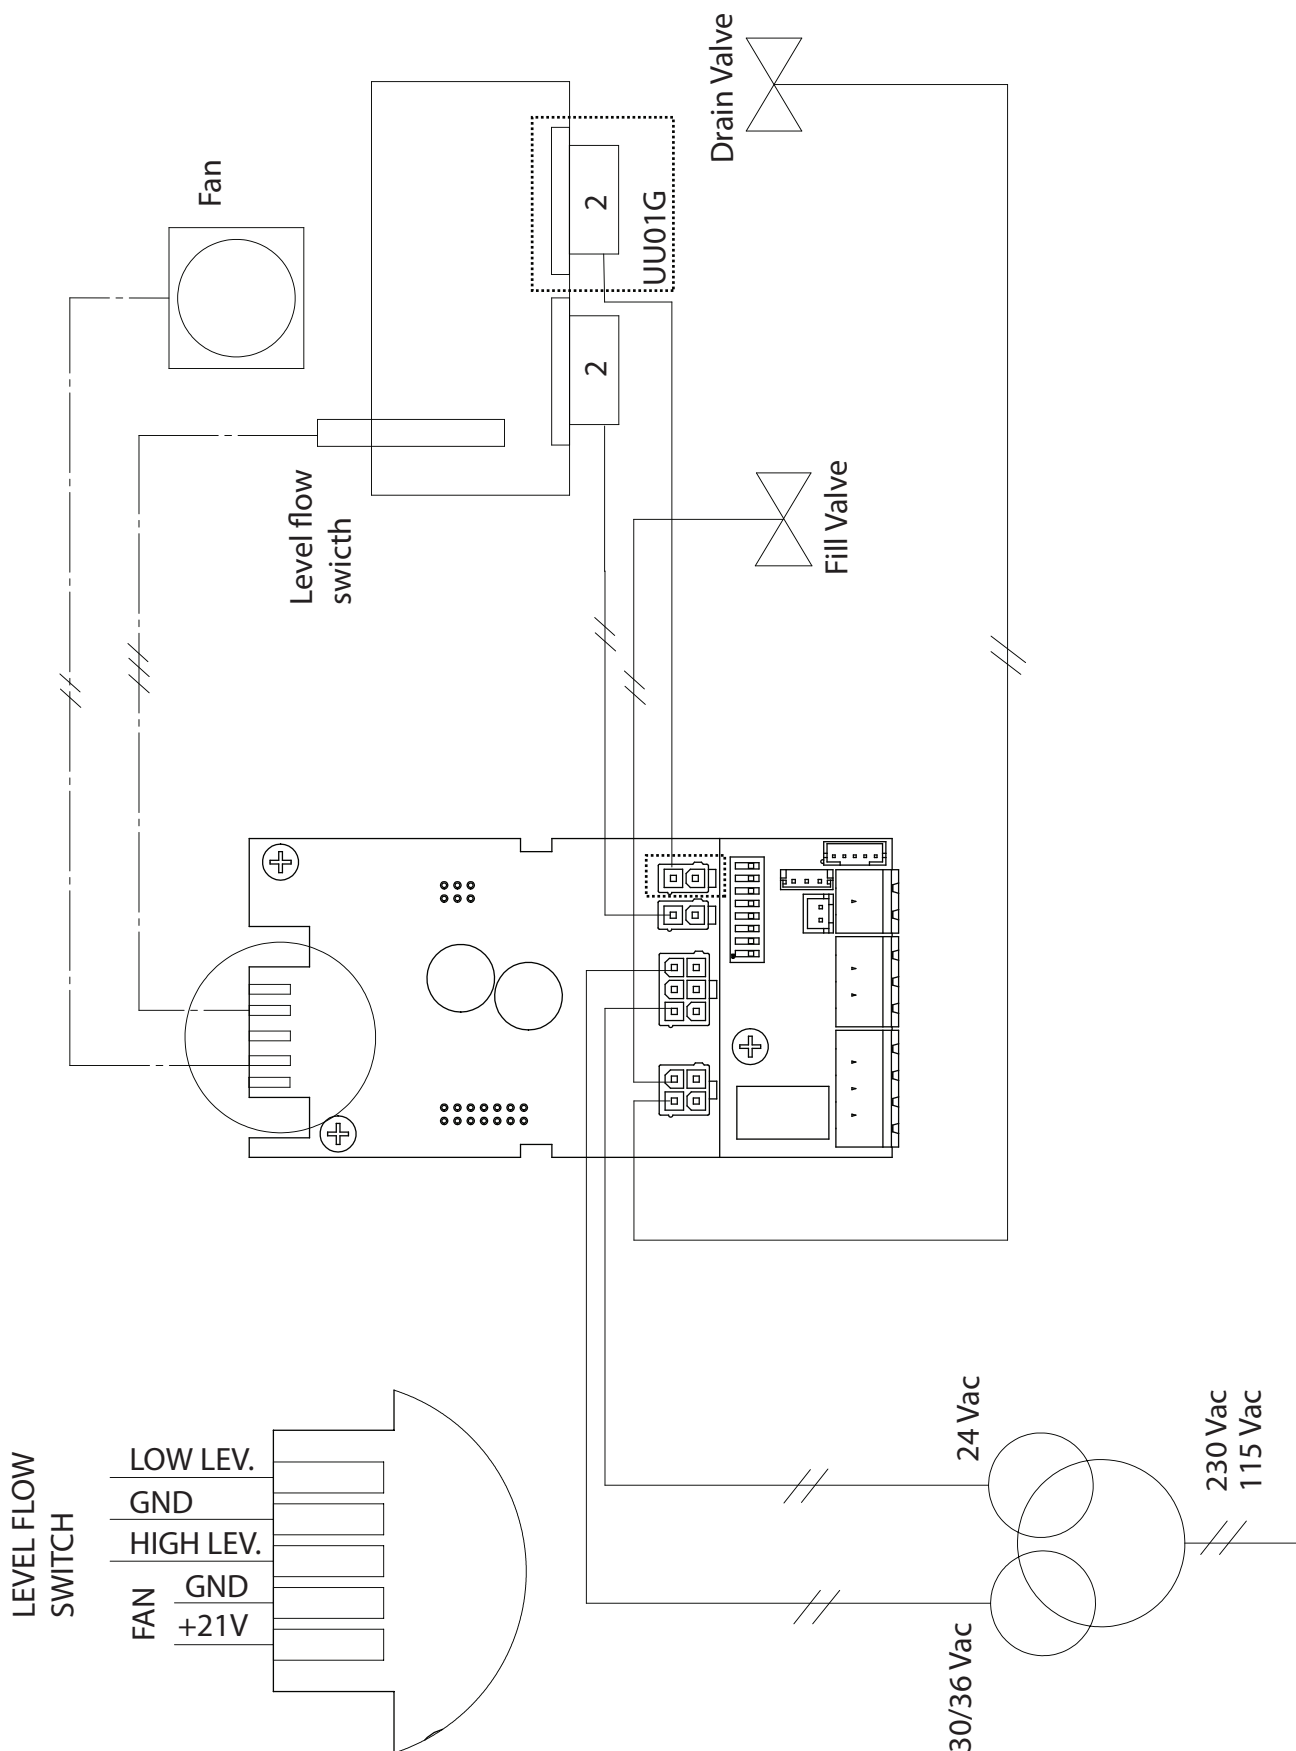 Drain Valve
Fan
2
UU01G
2
Level flow
swicth
Fill Valve
LEVEL FLOW
SWITCH
LOW LEV.
GND
HIGH LEV.
FAN
GND
+21V
24 Vac
230 Vac
115 Vac
30/36 Vac